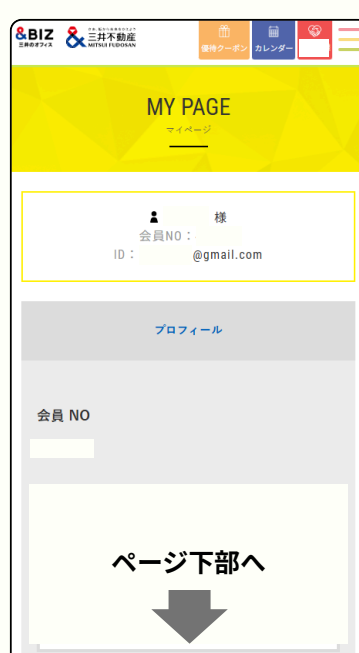 &BIZ
三井のオフィス
三井不動産
MITSUI FUDOSAN
優待クーポン
カレンダー
MY PAGE
マイページ
様
会員NO：
ID： @gmail.com
プロフィール
会員 NO
ページ下部へ